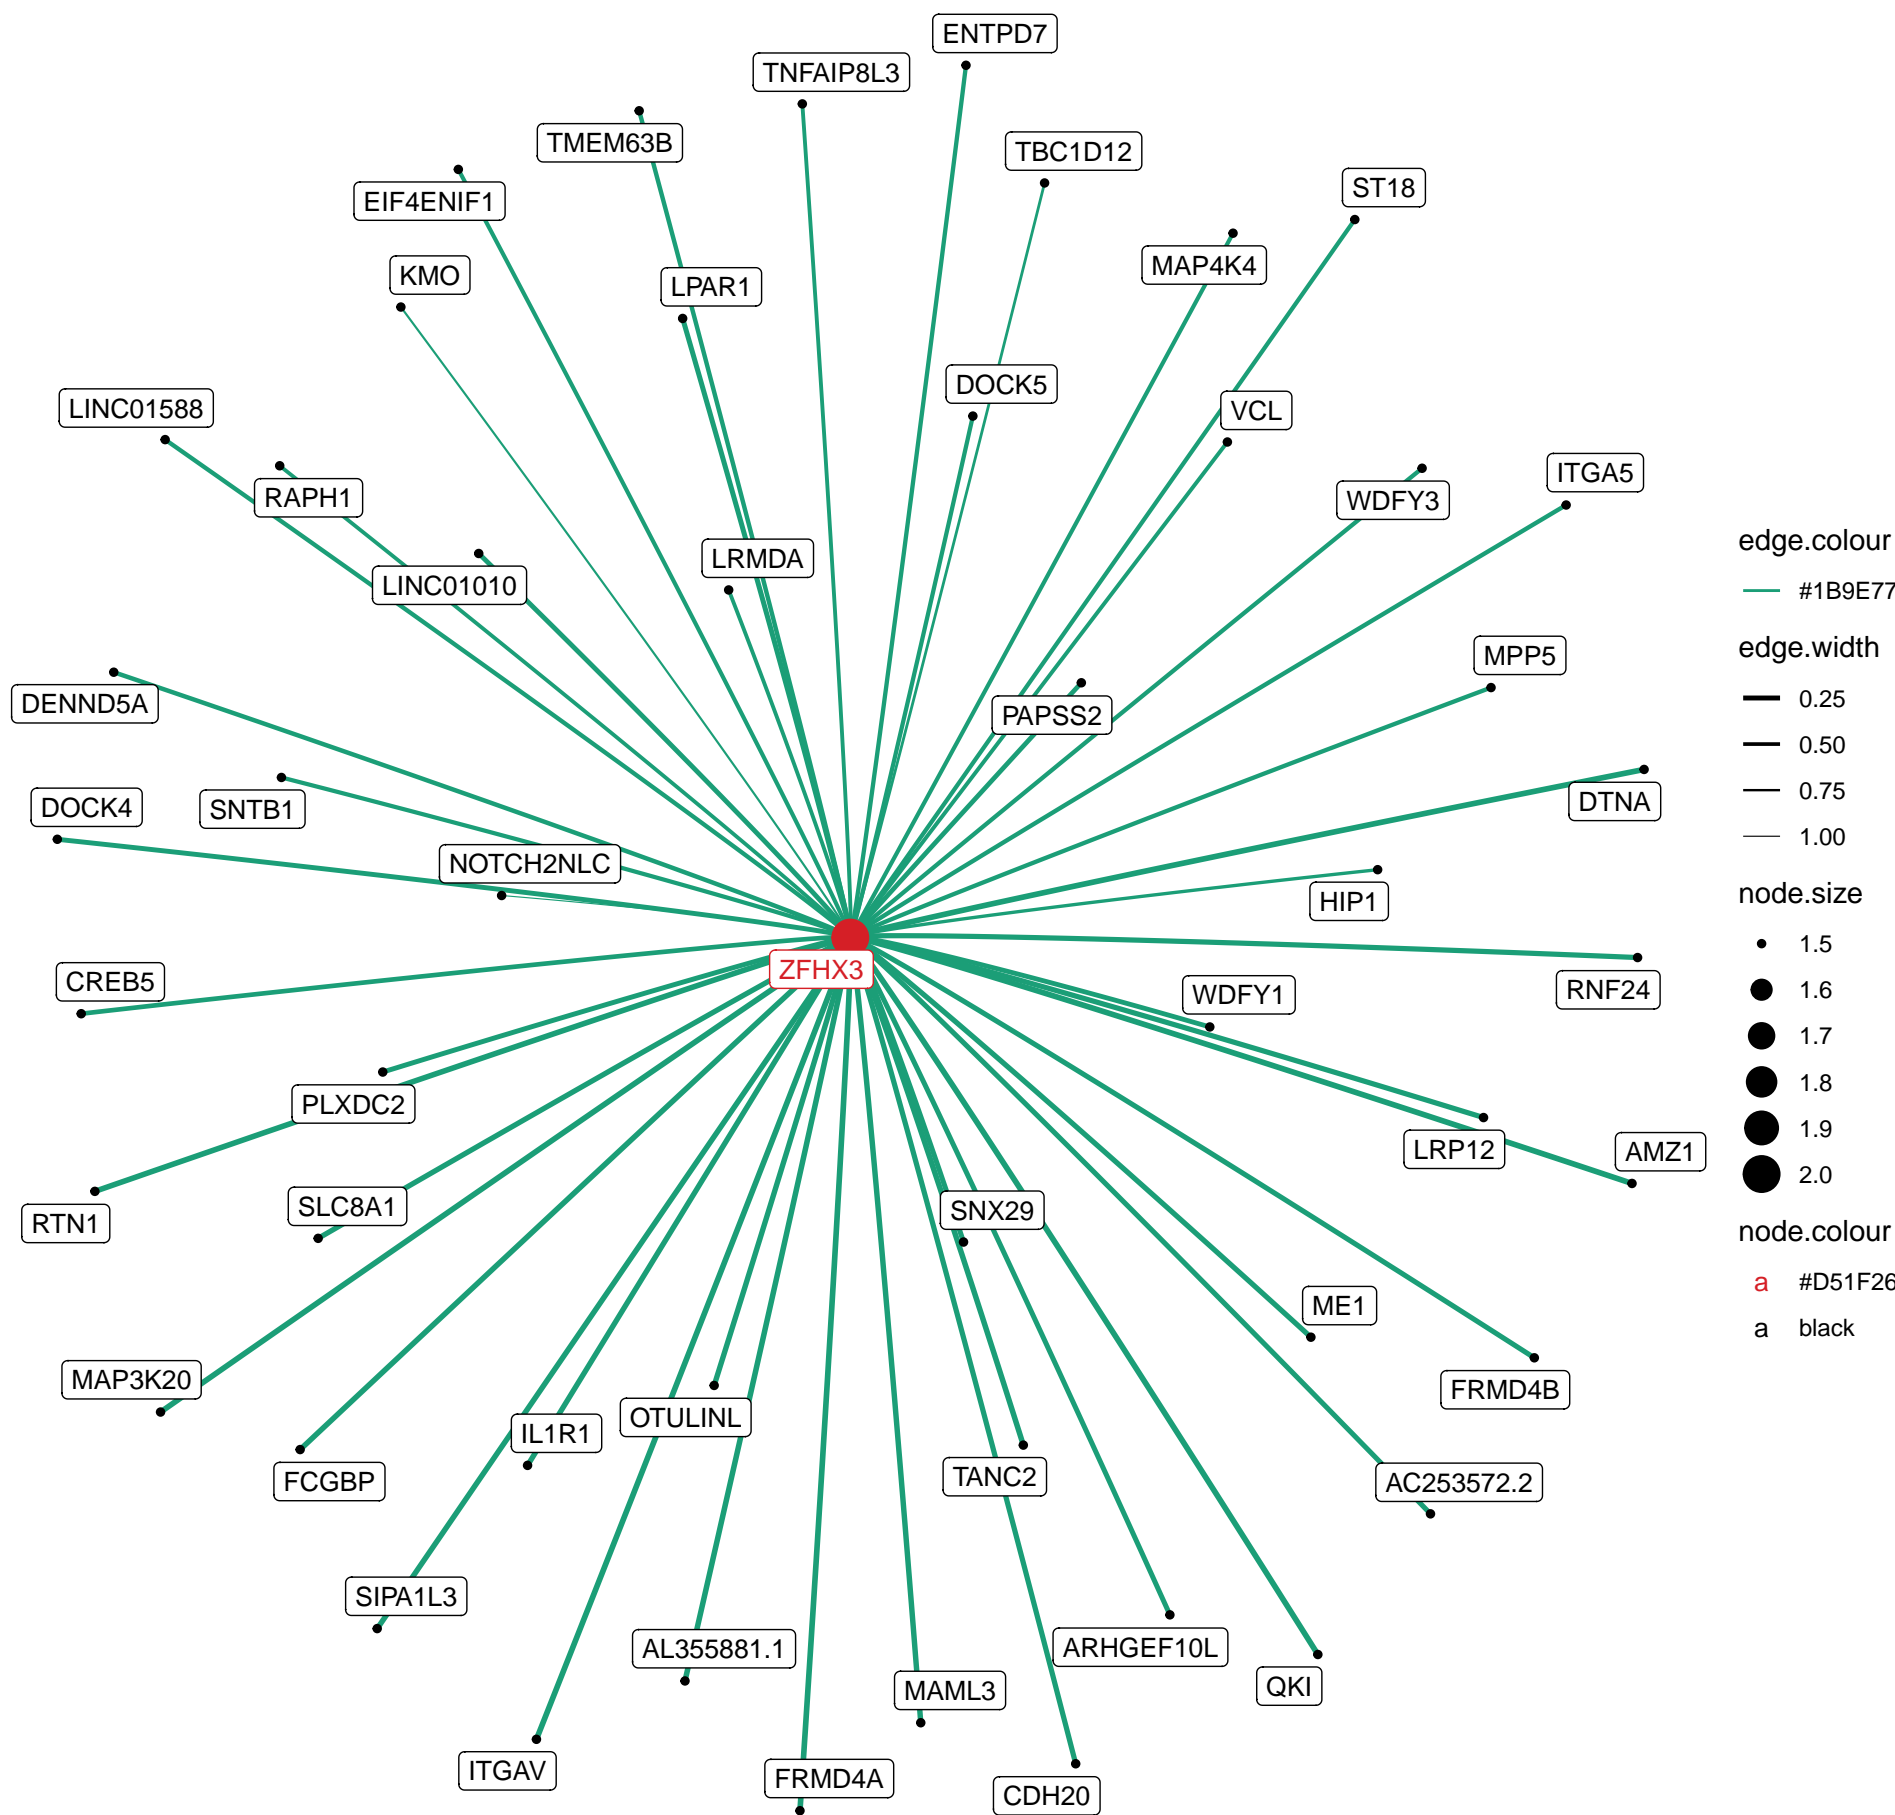 ENTPD7
TNFAIP8L3
TMEM63B
TBC1D12
ST18
EIF4ENIF1
MAP4K4
KMO
LPAR1
DOCK5
LINC01588
VCL
ITGA5
RAPH1
WDFY3
LRMDA
LINC01010
MPP5
DENND5A
PAPSS2
DOCK4
SNTB1
DTNA
NOTCH2NLC
HIP1
ZFHX3
CREB5
WDFY1
RNF24
PLXDC2
LRP12
AMZ1
SLC8A1
SNX29
RTN1
ME1
MAP3K20
FRMD4B
OTULINL
IL1R1
FCGBP
TANC2
AC253572.2
SIPA1L3
AL355881.1
ARHGEF10L
QKI
MAML3
ITGAV
FRMD4A
CDH20
edge.colour
#1B9E77
edge.width
0.25
0.50
0.75
1.00
node.size
1.5
1.6
1.7
1.8
1.9
2.0
node.colour
a #D51F26
a black